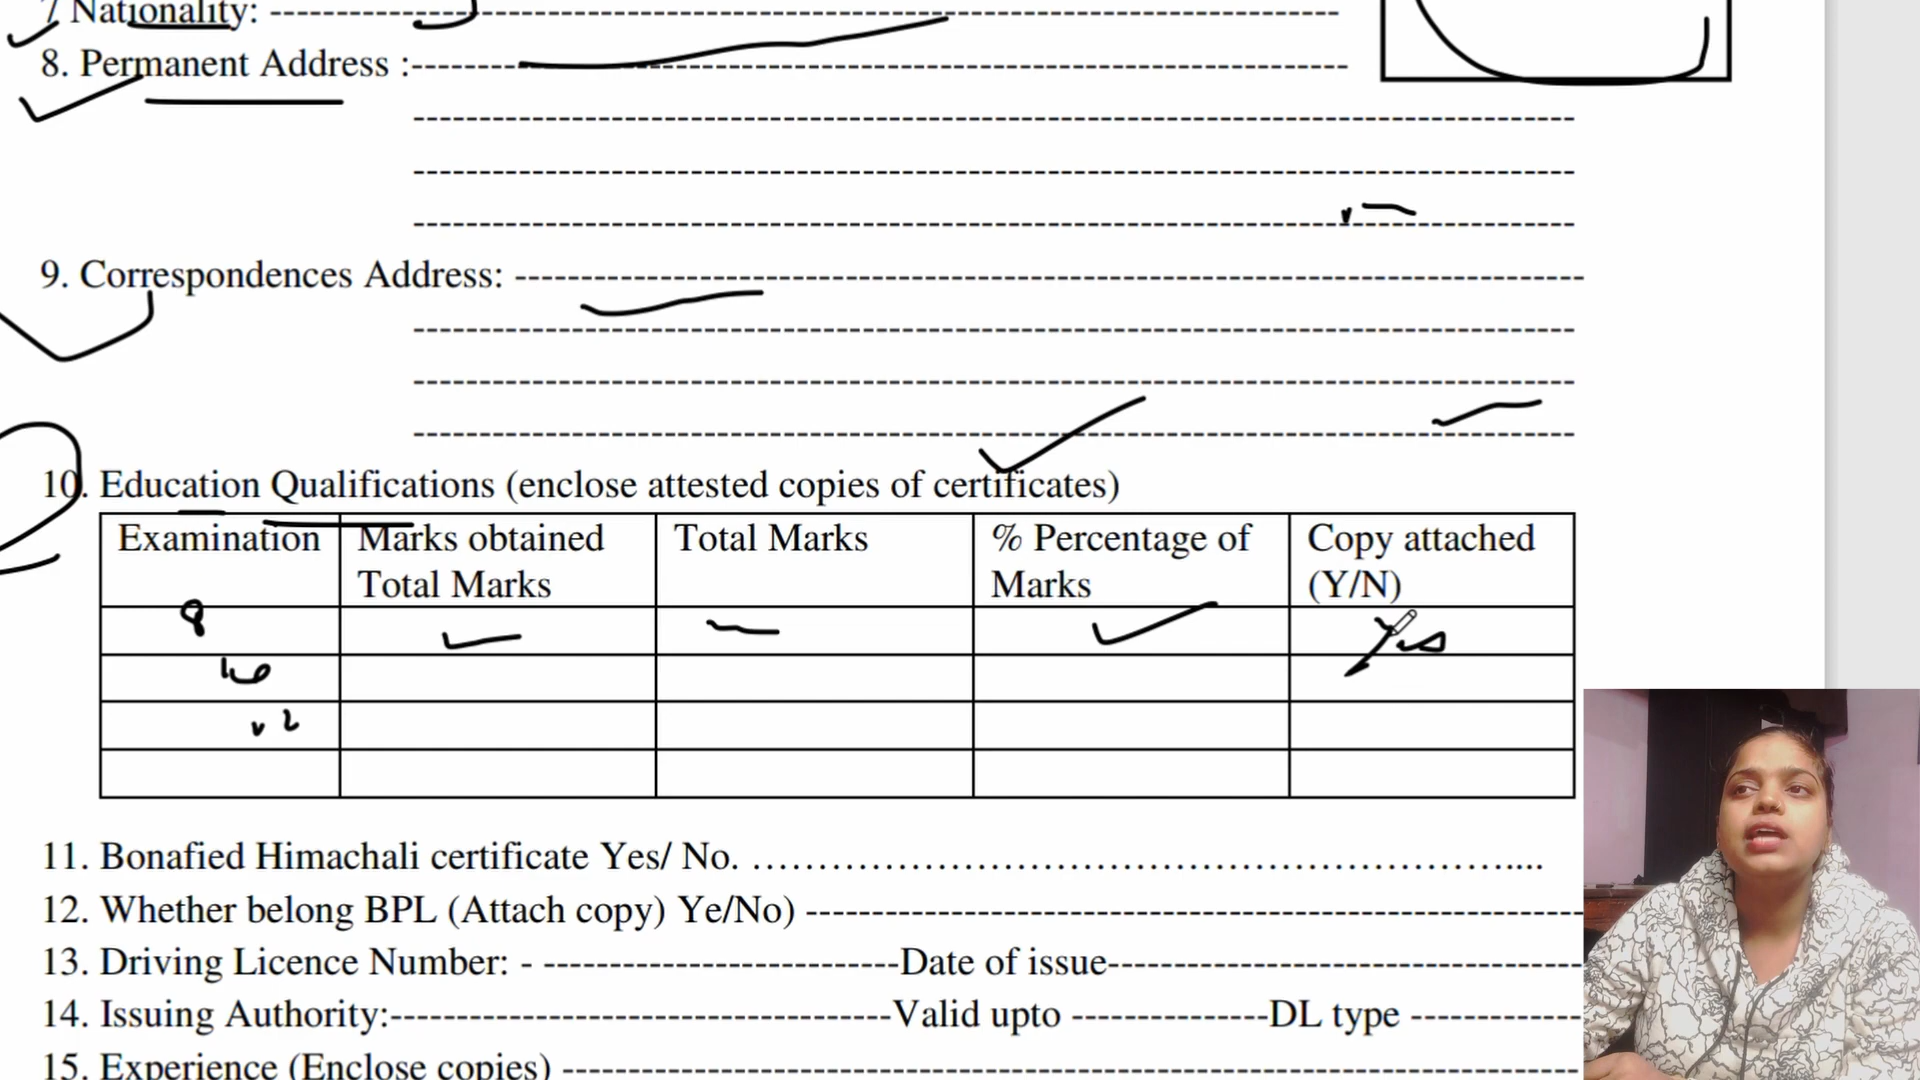 7 Nationality: ------------------------------------------------------------------------------------
8. Permanent Address :------------------------------------------------------------------------
----------------------------------------------------------------------------------------
----------------------------------------------------------------------------------------
----------------------------------------------------------------------------------------
9. Correspondences Address: ---------------------------------------------------------------------------------
----------------------------------------------------------------------------------------
----------------------------------------------------------------------------------------
----------------------------------------------------------------------------------------
10. Education Qualifications (enclose attested copies of certificates)
Examination Marks obtained Total Marks % Percentage of Copy attached
Total Marks Marks (Y/N)
8 Yes
10
12
11. Bonafied Himachali certificate Yes/ No. ………………………………………………………………....
12. Whether belong BPL (Attach copy) Ye/No) -----------------------------------------------------------
13. Driving Licence Number: - ---------------------------Date of issue------------------------------------
14. Issuing Authority:--------------------------------------Valid upto ---------------DL type -------------
15. Experience (Enclose copies) -----------------------------------------------------------------------------